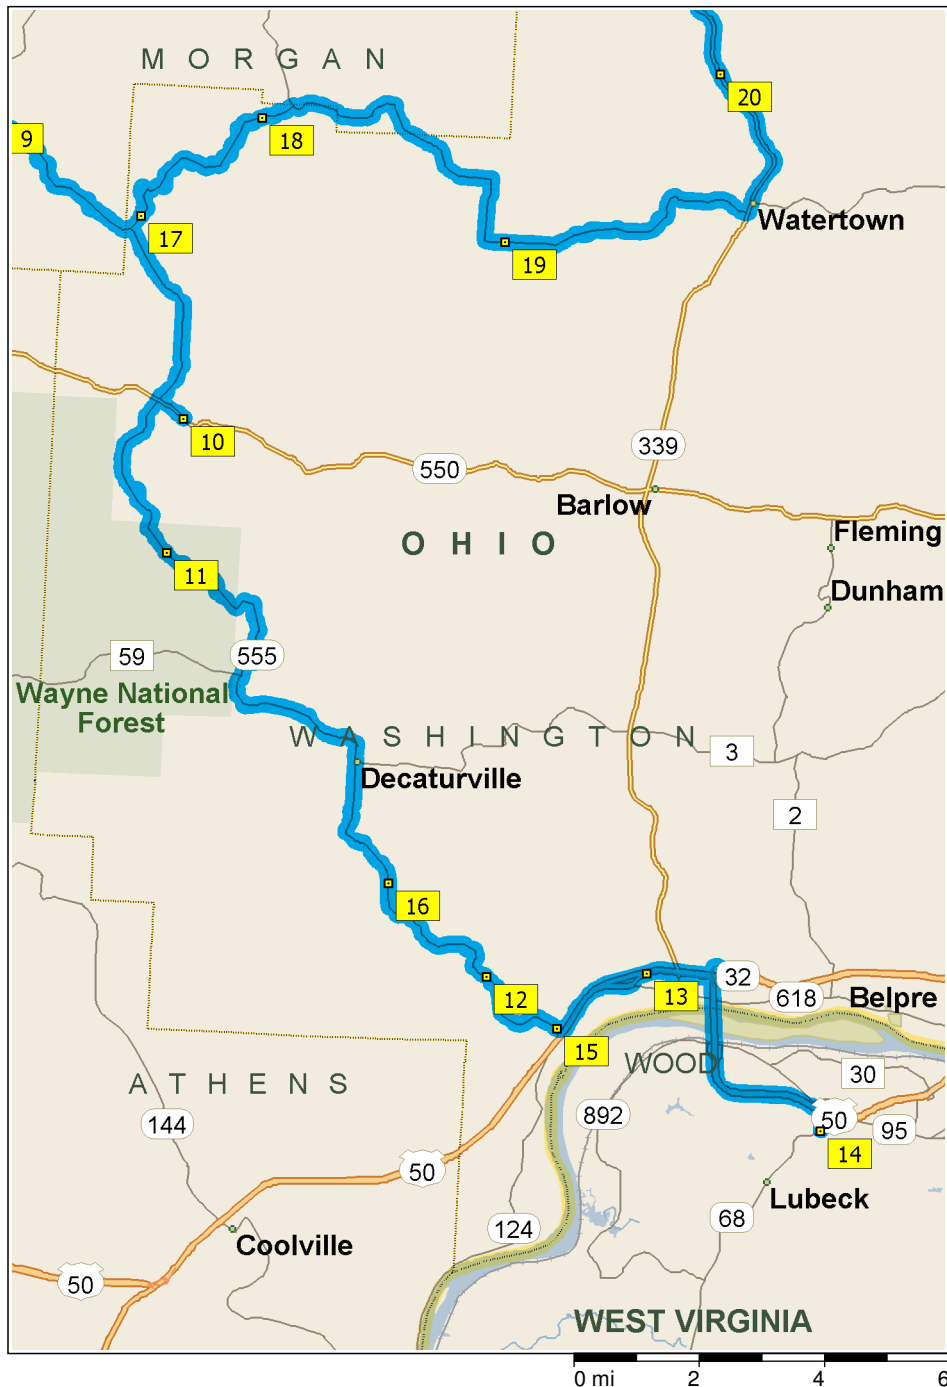 MORGAN
20
9
18
17
Watertown
19
10
339
550
Barlow
Fleming
OHIO
11
Dunham
59
555
Wayne National
Forest
WASHINGTON
3
Decaturville
2
16
12
13
32
618
Belpre
15
WOOD
30
ATHENS
892
50
144
95
14
50
Lubeck
68
124
Coolville
50
WEST VIRGINIA
0 mi 2 4 6